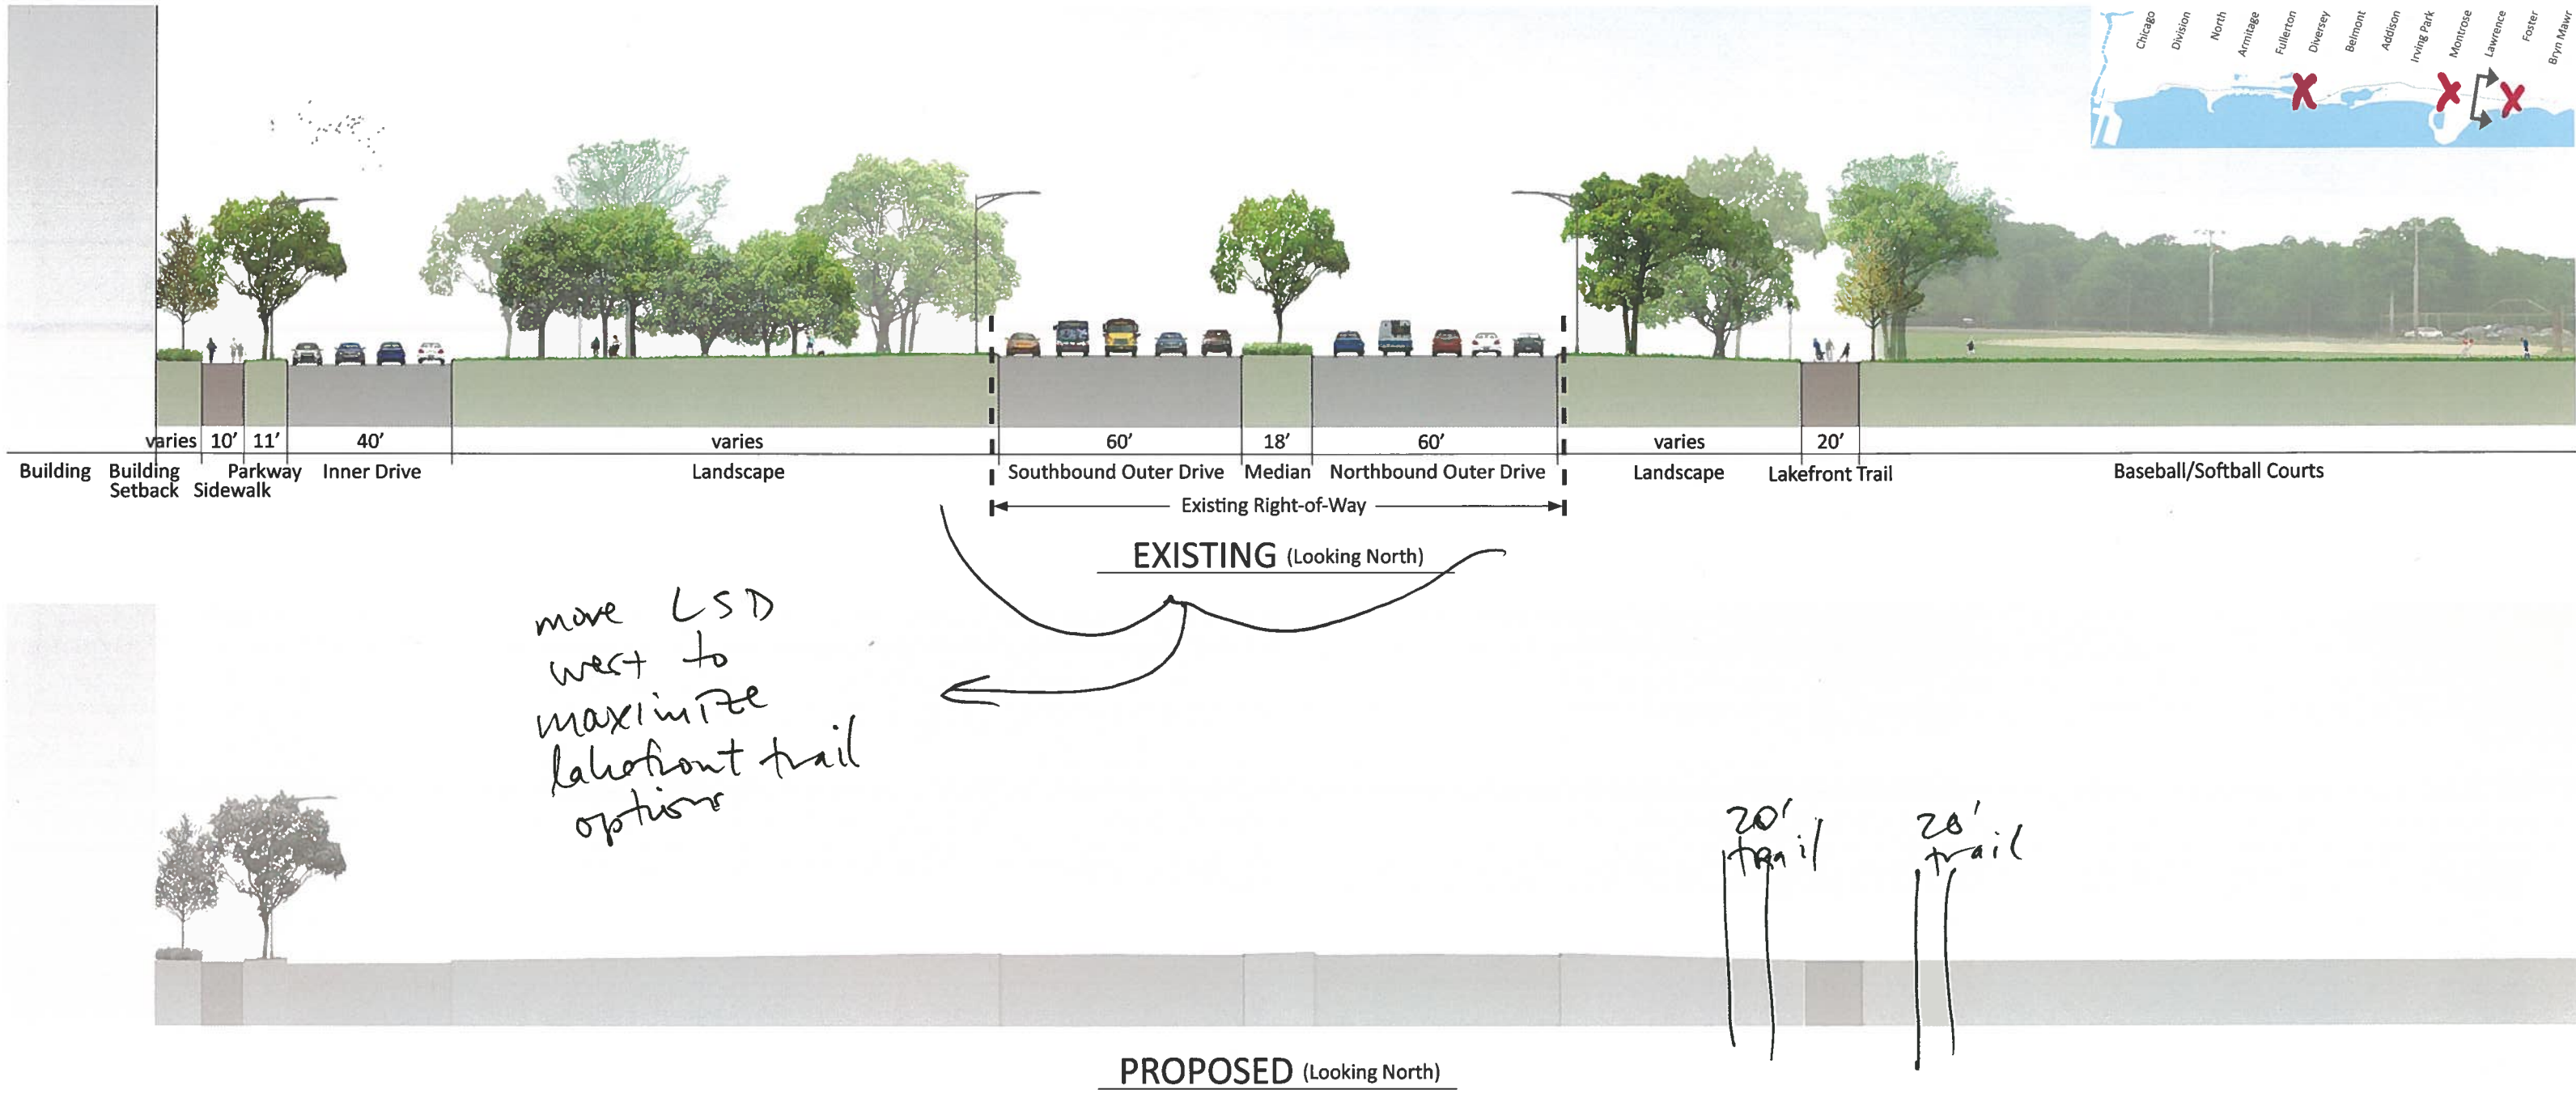 Chicago
Division
North
Armitage
Fullerton
Diversey
Belmont
Addison
Irving Park
Montrose
Lawrence
Foster
Bryn Mawr
varies 10' 11' 40' varies 60' 18' 60' varies 20'
Building Building Parkway Inner Drive Landscape Southbound Outer Drive Median Northbound Outer Drive Landscape Lakefront Trail Baseball/Softball Courts
Setback Sidewalk
Existing Right-of-Way
EXISTING (Looking North)
move LSD
west to
maximize
lakefront trail
options
20'
trail
20'
trail
PROPOSED (Looking North)